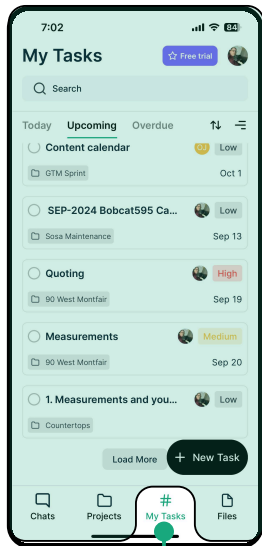 7:02
84
My Tasks
Free trial
Search
Today Upcoming Overdue
Content calendar
OJ
Low
GTM Sprint
Oct 1
SEP-2024 Bobcat595 Ca...
Low
Sosa Maintenance
Sep 13
Quoting
High
90 West Montfair
Sep 19
Measurements
Medium
90 West Montfair
Sep 20
1. Measurements and you...
Low
Countertops
Load More
+ New Task
Chats
Projects
My Tasks
Files